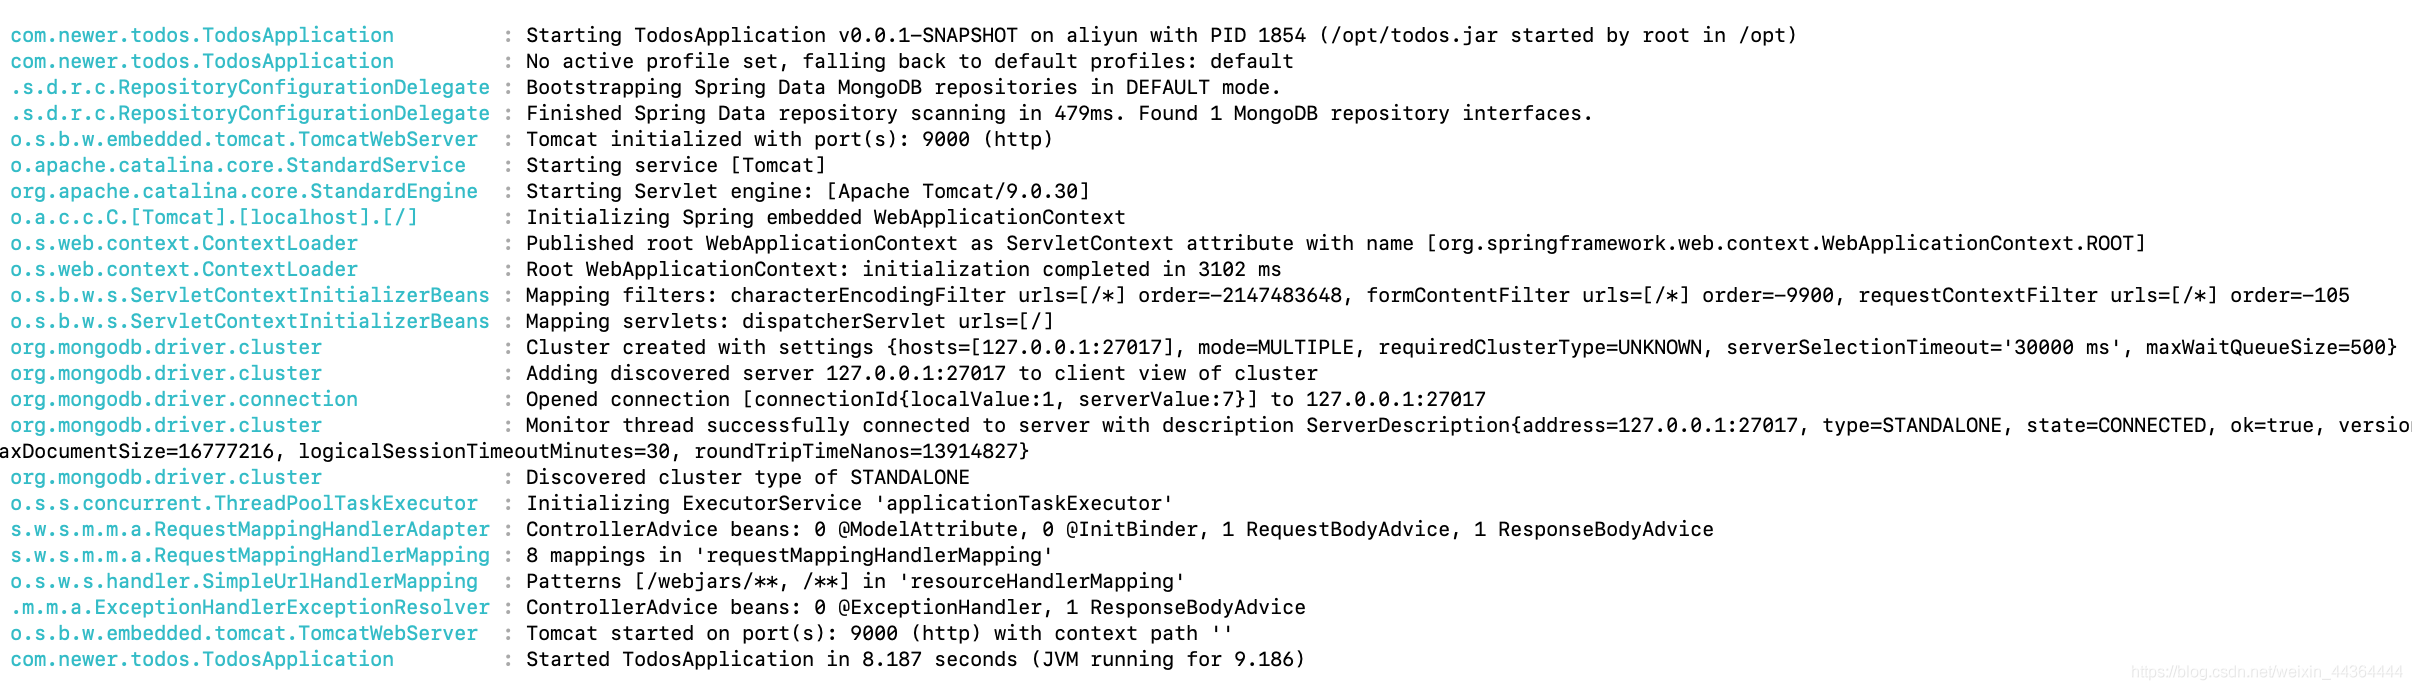 com.newer.todos.TodosApplication : Starting TodosApplication v0.0.1-SNAPSHOT on aliyun with PID 1854 (/opt/todos.jar started by root in /opt)
com.newer.todos.TodosApplication : No active profile set, falling back to default profiles: default
.s.d.r.c.RepositoryConfigurationDelegate : Bootstrapping Spring Data MongoDB repositories in DEFAULT mode.
.s.d.r.c.RepositoryConfigurationDelegate : Finished Spring Data repository scanning in 479ms. Found 1 MongoDB repository interfaces.
o.s.b.w.embedded.tomcat.TomcatWebServer : Tomcat initialized with port(s): 9000 (http)
o.apache.catalina.core.StandardService : Starting service [Tomcat]
org.apache.catalina.core.StandardEngine : Starting Servlet engine: [Apache Tomcat/9.0.30]
o.a.c.c.C.[Tomcat].[localhost].[/] : Initializing Spring embedded WebApplicationContext
o.s.web.context.ContextLoader : Published root WebApplicationContext as ServletContext attribute with name [org.springframework.web.context.WebApplicationContext.ROOT]
o.s.web.context.ContextLoader : Root WebApplicationContext: initialization completed in 3102 ms
o.s.b.w.s.ServletContextInitializerBeans : Mapping filters: characterEncodingFilter urls=[/*] order=-2147483648, formContentFilter urls=[/*] order=-9900, requestContextFilter urls=[/*] order=-105
o.s.b.w.s.ServletContextInitializerBeans : Mapping servlets: dispatcherServlet urls=[/]
org.mongodb.driver.cluster : Cluster created with settings {hosts=[127.0.0.1:27017], mode=MULTIPLE, requiredClusterType=UNKNOWN, serverSelectionTimeout='30000 ms', maxWaitQueueSize=500}
org.mongodb.driver.cluster : Adding discovered server 127.0.0.1:27017 to client view of cluster
org.mongodb.driver.connection : Opened connection [connectionId{localValue:1, serverValue:7}] to 127.0.0.1:27017
org.mongodb.driver.cluster : Monitor thread successfully connected to server with description ServerDescription{address=127.0.0.1:27017, type=STANDALONE, state=CONNECTED, ok=true, version
axDocumentSize=16777216, logicalSessionTimeoutMinutes=30, roundTripTimeNanos=13914827}
org.mongodb.driver.cluster : Discovered cluster type of STANDALONE
o.s.s.concurrent.ThreadPoolTaskExecutor : Initializing ExecutorService 'applicationTaskExecutor'
s.w.s.m.m.a.RequestMappingHandlerAdapter : ControllerAdvice beans: 0 @ModelAttribute, 0 @InitBinder, 1 RequestBodyAdvice, 1 ResponseBodyAdvice
s.w.s.m.m.a.RequestMappingHandlerMapping : 8 mappings in 'requestMappingHandlerMapping'
o.s.w.s.handler.SimpleUrlHandlerMapping : Patterns [/webjars/**, /**] in 'resourceHandlerMapping'
.m.m.a.ExceptionHandlerExceptionResolver : ControllerAdvice beans: 0 @ExceptionHandler, 1 ResponseBodyAdvice
o.s.b.w.embedded.tomcat.TomcatWebServer : Tomcat started on port(s): 9000 (http) with context path ''
com.newer.todos.TodosApplication : Started TodosApplication in 8.187 seconds (JVM running for 9.186)
https://blog.csdn.net/weixin_44364444